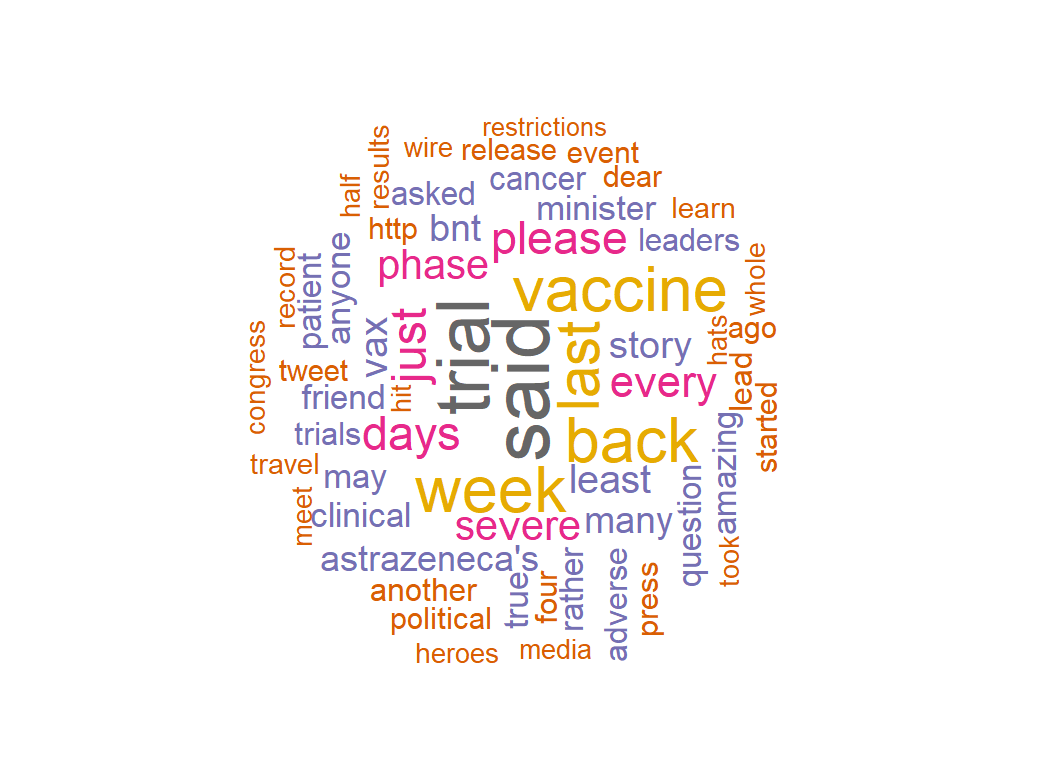 restrictions
wire
release
event
results
half
asked
cancer
dear
minister
learn
http
bnt
please
leaders
record
patient
anyone
phase
vaccine
whole
congress
vax
just
trial
said
last
story
hats
ago
tweet
friend
hit
every
lead
started
trials
days
back
amazing
travel
may
week
least
question
meet
clinical
severe
many
took
astrazeneca's
another
true
four
rather
adverse
press
political
heroes
media